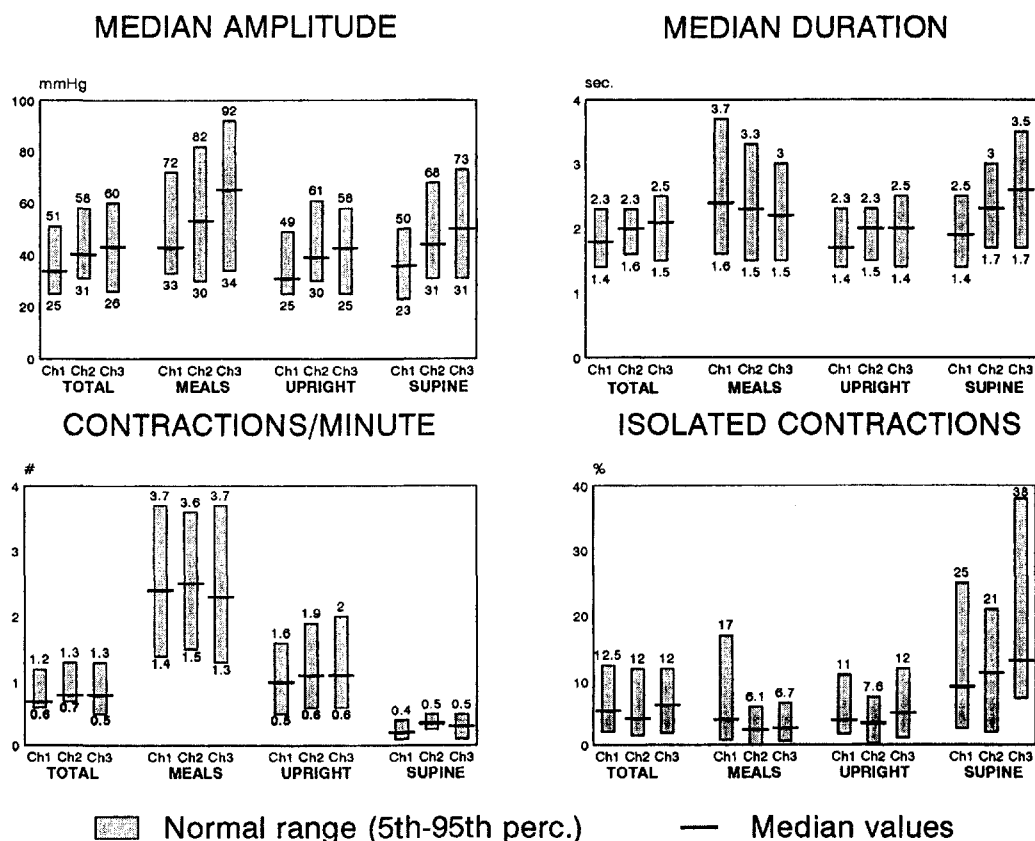 MEDIAN AMPLITUDE
mmHg
100
80
60
40
20
0
51 58 60
25 31 26
72 82 92
33 30 34
49 61 58
25 30 25
50 68 73
23 31 31
Ch1 Ch2 Ch3 Ch1 Ch2 Ch3 Ch1 Ch2 Ch3 Ch1 Ch2 Ch3
TOTAL MEALS UPRIGHT SUPINE
MEDIAN DURATION
sec.
4
3
2
1
0
2.3 2.3 2.5
1.4 1.6 1.5
3.7 3.3 3
1.6 1.5 1.5
2.3 2.3 2.5
1.4 1.5 1.4
2.5 3 3.5
1.4 1.7 1.7
Ch1 Ch2 Ch3 Ch1 Ch2 Ch3 Ch1 Ch2 Ch3 Ch1 Ch2 Ch3
TOTAL MEALS UPRIGHT SUPINE
CONTRACTIONS/MINUTE
#
4
3
2
1
0
1.2 1.3 1.3
0.6 0.7 0.5
3.7 3.6 3.7
1.4 1.5 1.3
1.6 1.9 2
0.5 0.6 0.6
0.4 0.5 0.5
Ch1 Ch2 Ch3 Ch1 Ch2 Ch3 Ch1 Ch2 Ch3 Ch1 Ch2 Ch3
TOTAL MEALS UPRIGHT SUPINE
ISOLATED CONTRACTIONS
%
40
30
20
10
0
12.5 12 12
17 6.1 6.7
11 7.6 12
25 21 38
Ch1 Ch2 Ch3 Ch1 Ch2 Ch3 Ch1 Ch2 Ch3 Ch1 Ch2 Ch3
TOTAL MEALS UPRIGHT SUPINE
Normal range (5th-95th perc.)
Median values